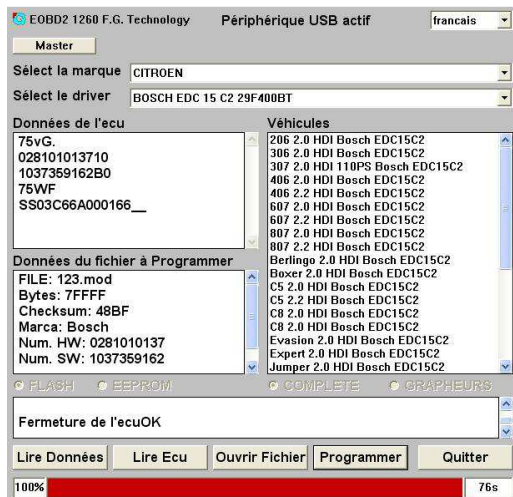 EOBD2 1260 F.G. Technology
Périphérique USB actif
francais
Master
Sélect la marque
CITROEN
Sélect le driver
BOSCH EDC 15 C2 29F400BT
Données de l'ecu
75vG.
028101013710
1037359162B0
75WF
SS03C66A000166__
Véhicules
206 2.0 HDI Bosch EDC15C2
306 2.0 HDI Bosch EDC15C2
307 2.0 HDI 110PS Bosch EDC15C2
406 2.0 HDI Bosch EDC15C2
406 2.2 HDI Bosch EDC15C2
607 2.0 HDI Bosch EDC15C2
607 2.2 HDI Bosch EDC15C2
807 2.0 HDI Bosch EDC15C2
807 2.2 HDI Bosch EDC15C2
Berlingo 2.0 HDI Bosch EDC15C2
Boxer 2.0 HDI Bosch EDC15C2
C5 2.0 HDI Bosch EDC15C2
C5 2.2 HDI Bosch EDC15C2
C8 2.0 HDI Bosch EDC15C2
C8 2.0 HDI Bosch EDC15C2
Evasion 2.0 HDI Bosch EDC15C2
Expert 2.0 HDI Bosch EDC15C2
Jumper 2.0 HDI Bosch EDC15C2
Données du fichier à Programmer
FILE: 123.mod
Bytes: 7FFFF
Checksum: 48BF
Marca: Bosch
Num. HW: 0281010137
Num. SW: 1037359162
FLASH
EEPROM
COMPLETE
GRAPHEURS
Fermeture de l'ecuOK
Lire Données
Lire Ecu
Ouvrir Fichier
Programmer
Quitter
100%
76s